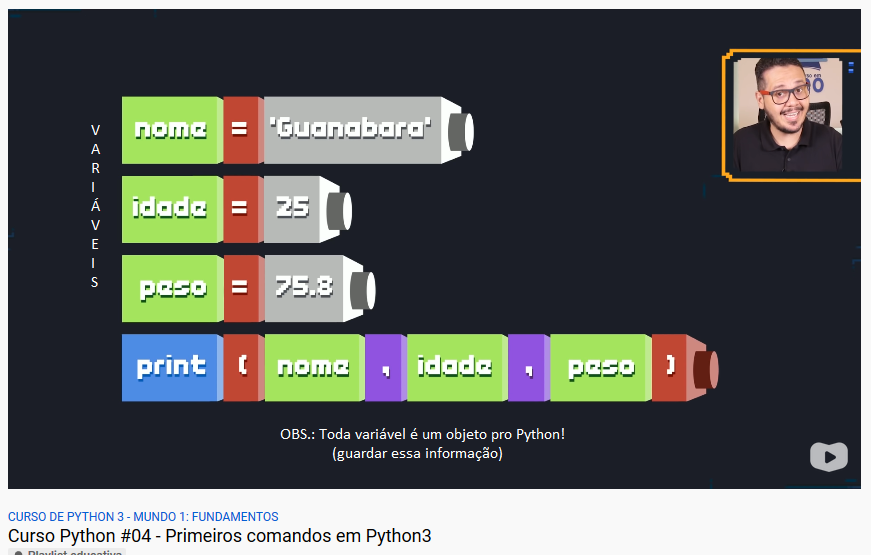 VARIÁVEIS
nome = 'Guanabara'
idade = 25
peso = 75.8
print ( nome , idade , peso )
OBS.: Toda variável é um objeto pro Python!
(guardar essa informação)
CURSO DE PYTHON 3 - MUNDO 1: FUNDAMENTOS
Curso Python #04 - Primeiros comandos em Python3
Playlist educativa